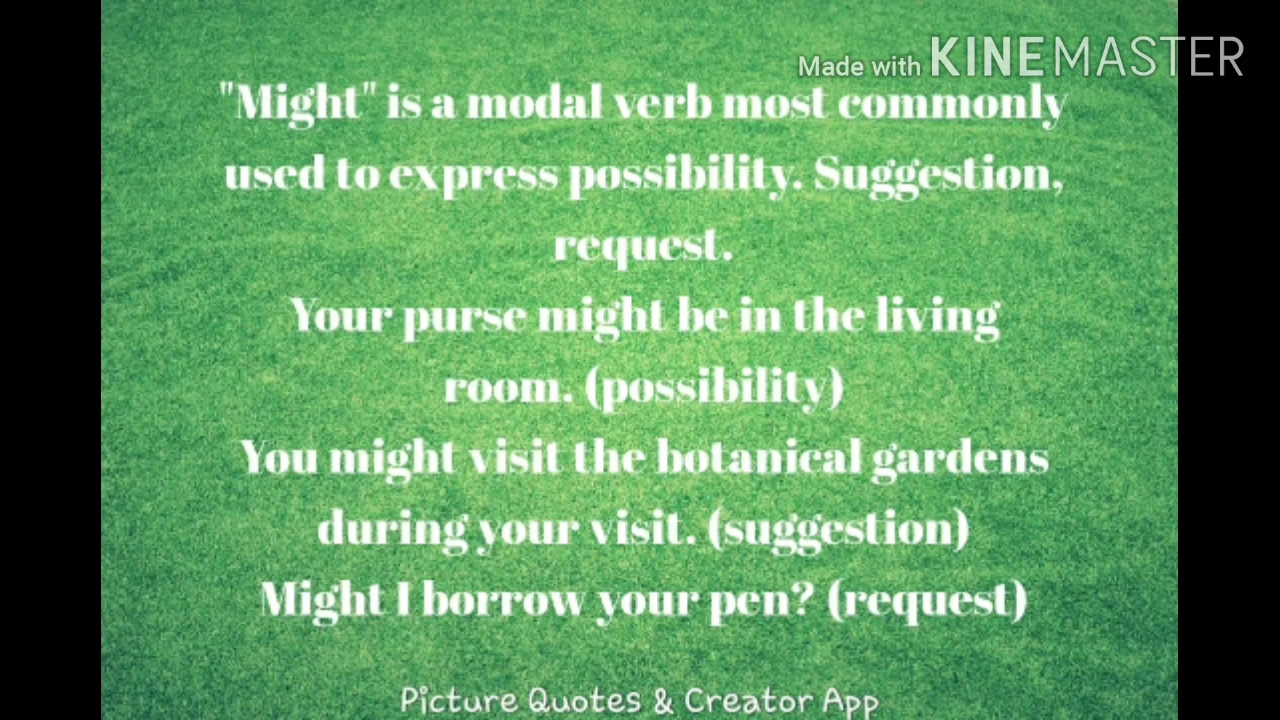 Made with KINEMASTER
"Might" is a modal verb most commonly
used to express possibility. Suggestion,
request.
Your purse might be in the living
room. (possibility)
You might visit the botanical gardens
during your visit. (suggestion)
Might I borrow your pen? (request)
Picture Quotes & Creator App